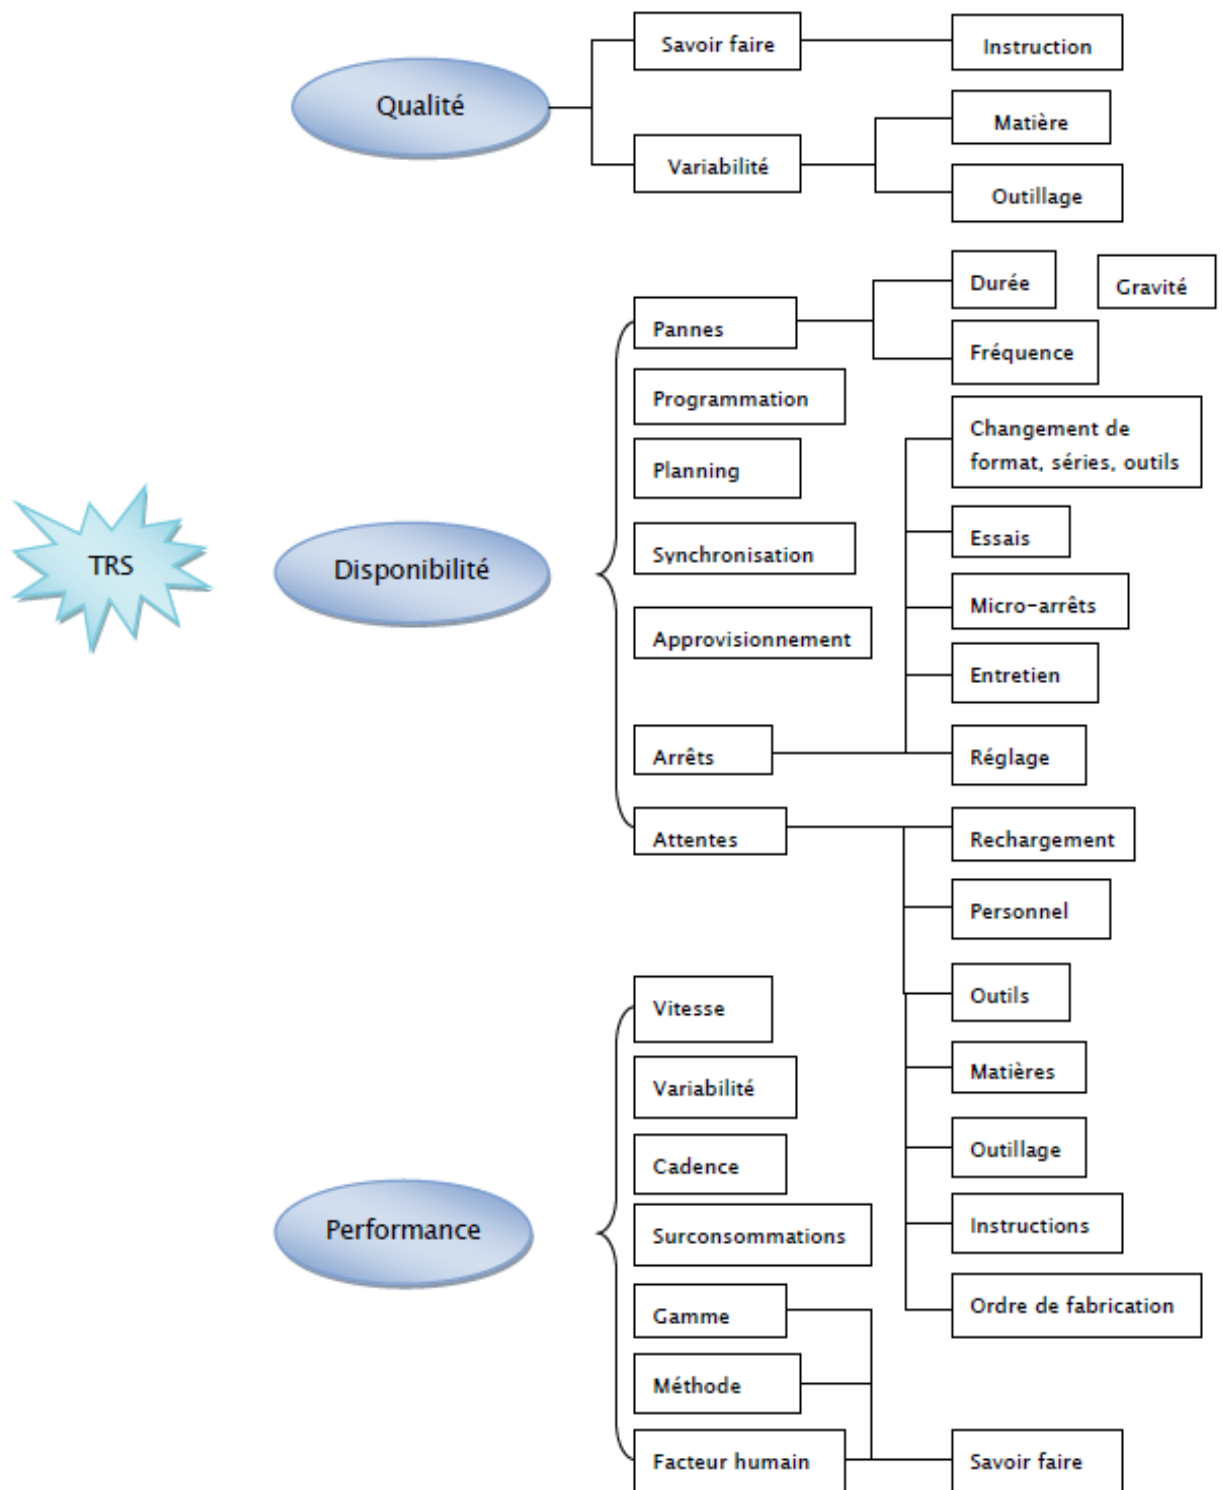 Savoir faire
Instruction
Qualité
Matière
Variabilité
Outillage
Durée
Gravité
Pannes
Fréquence
Programmation
Changement de
format, séries, outils
Planning
Essais
Synchronisation
TRS
Disponibilité
Micro-arrêts
Approvisionnement
Entretien
Arrêts
Réglage
Attentes
Rechargement
Personnel
Outils
Vitesse
Matières
Variabilité
Outillage
Cadence
Instructions
Performance
Surconsommations
Ordre de fabrication
Gamme
Méthode
Facteur humain
Savoir faire